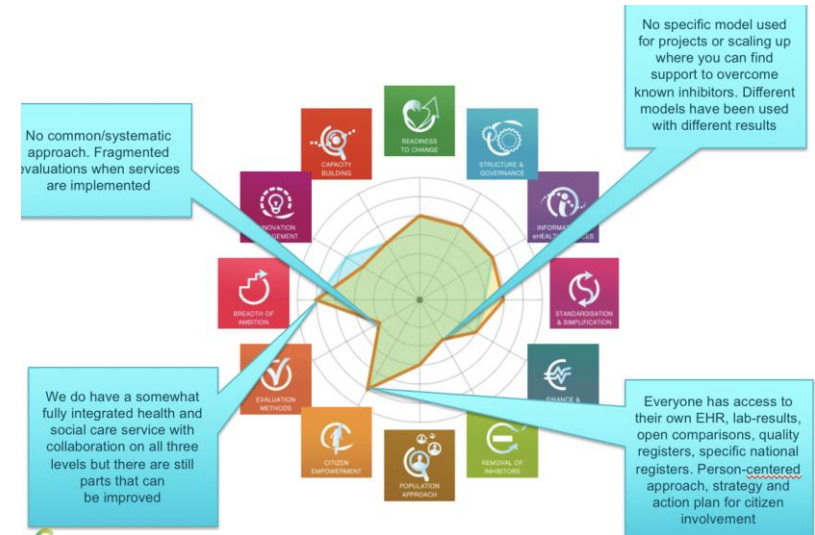 No specific model used
for projects or scaling up
where you can find
support to overcome
known inhibitors. Different
models have been used
with different results
No common/systematic
approach. Fragmented
evaluations when services
are implemented
READINESS
TO CHANGE
STRUCTURE &
GOVERNANCE
CAPACITY
BUILDING
STANDARDISATION
& SIMPLIFICATION
BREADTH OF
AMBITION
FINANCE &
EVALUATION
METHODS
CITIZEN
EMPOWERMENT
POPULATION
APPROACH
REMOVAL OF
INHIBITORS
We do have a somewhat
fully integrated health and
social care service with
collaboration on all three
levels but there are still
parts that can
be improved
Everyone has access to
their own EHR, lab-results,
open comparisons, quality
registers, specific national
registers. Person-centered
approach, strategy and
action plan for citizen
involvement